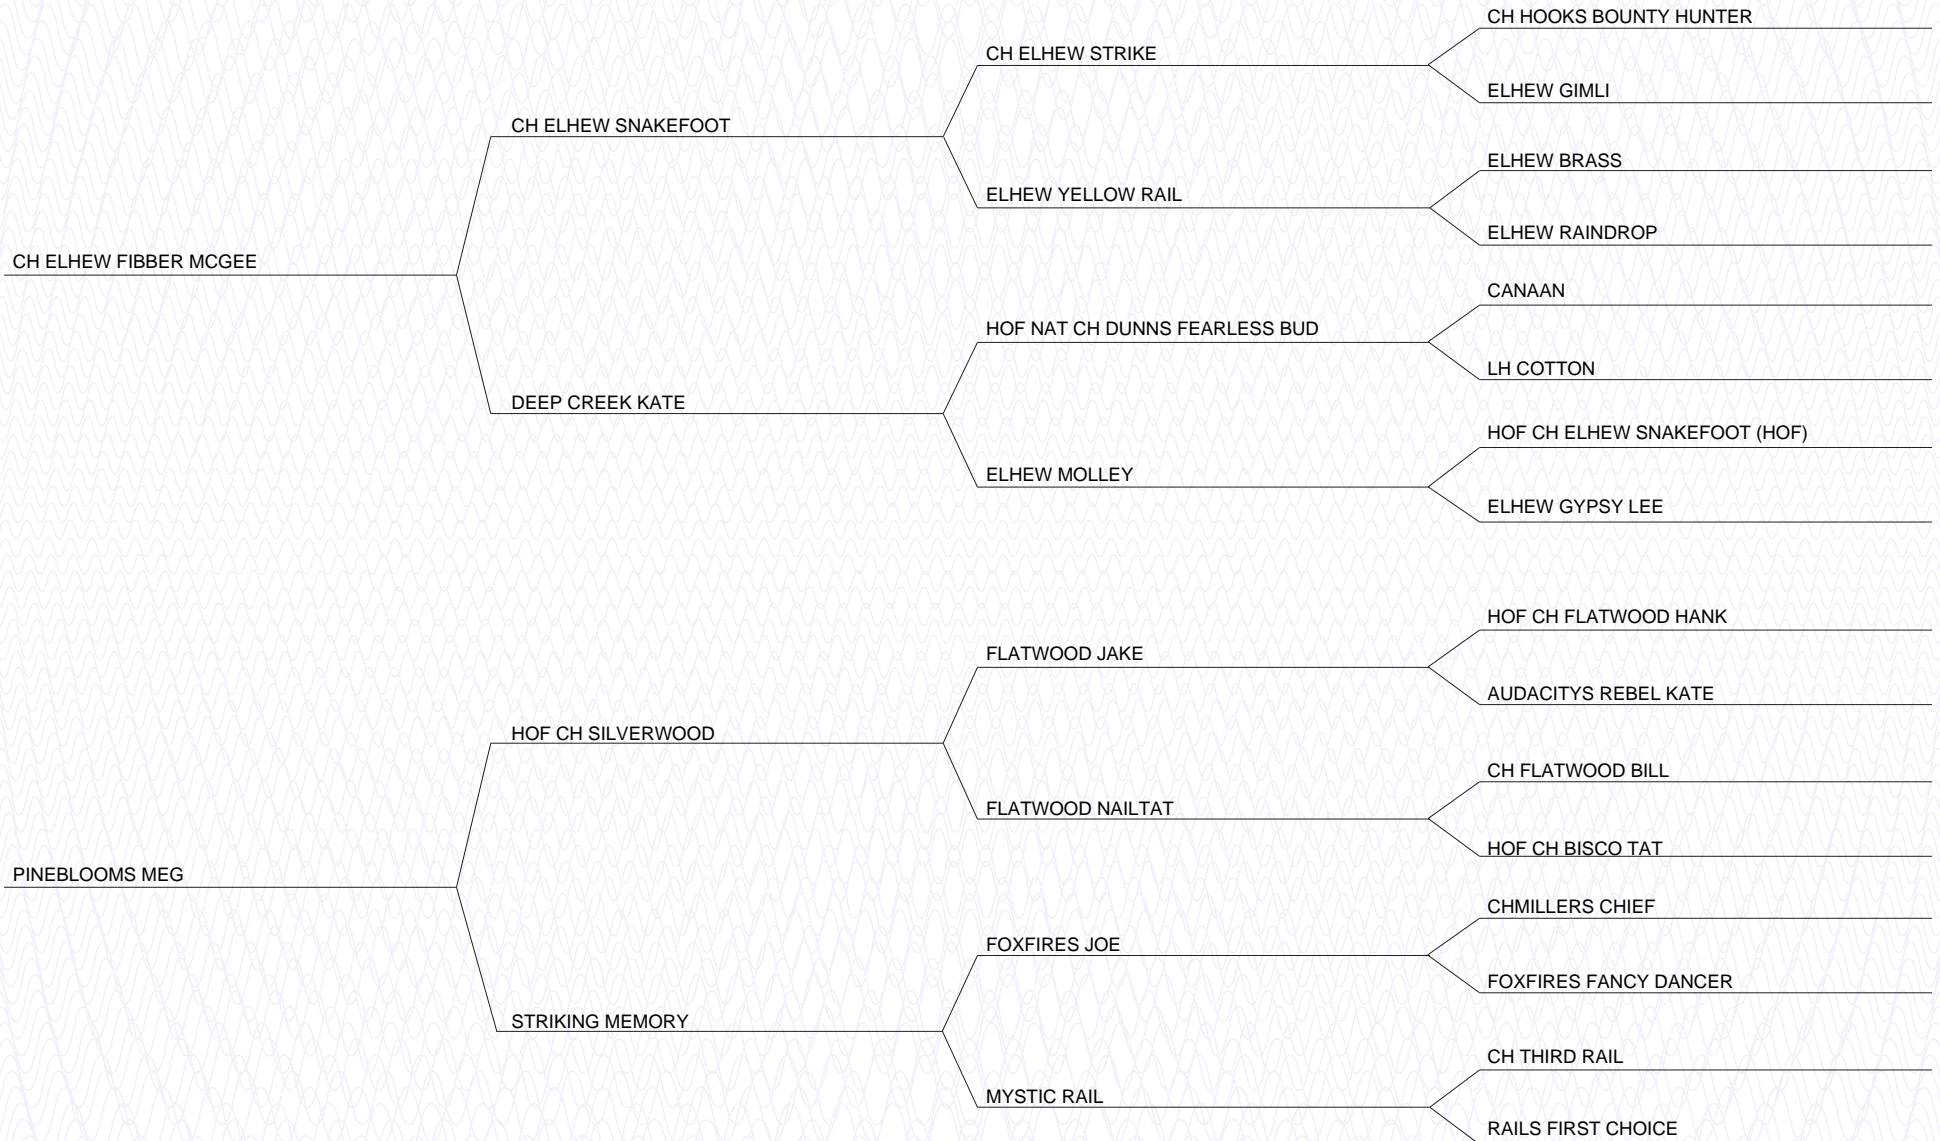 CH HOOKS BOUNTY HUNTER
CH ELHEW STRIKE
ELHEW GIMLI
CH ELHEW SNAKEFOOT
ELHEW BRASS
ELHEW YELLOW RAIL
ELHEW RAINDROP
CH ELHEW FIBBER MCGEE
CANAAN
HOF NAT CH DUNNS FEARLESS BUD
LH COTTON
DEEP CREEK KATE
HOF CH ELHEW SNAKEFOOT (HOF)
ELHEW MOLLEY
ELHEW GYPSY LEE
HOF CH FLATWOOD HANK
FLATWOOD JAKE
AUDACITYS REBEL KATE
HOF CH SILVERWOOD
CH FLATWOOD BILL
FLATWOOD NAILTAT
HOF CH BISCO TAT
PINEBLOOMS MEG
CHMILLERS CHIEF
FOXFIRES JOE
FOXFIRES FANCY DANCER
STRIKING MEMORY
CH THIRD RAIL
MYSTIC RAIL
RAILS FIRST CHOICE